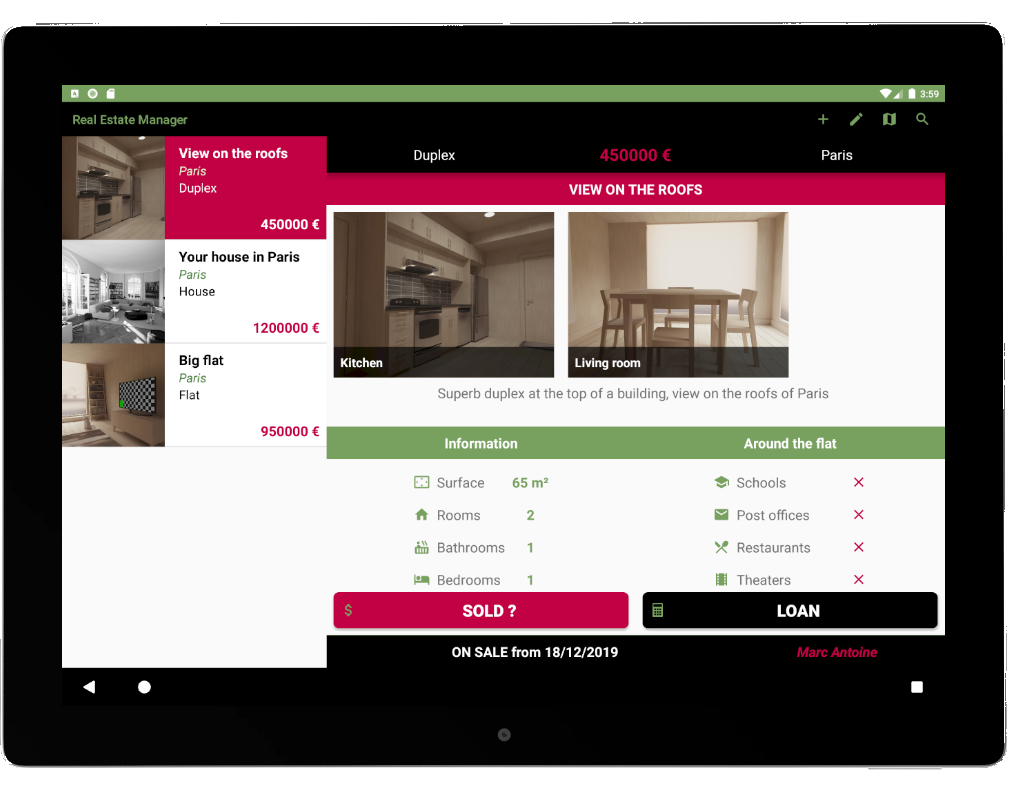 3:59
Real Estate Manager
View on the roofs
Paris
Duplex
450000 €
Your house in Paris
Paris
House
1200000 €
Big flat
Paris
Flat
950000 €
Duplex 450000 € Paris
VIEW ON THE ROOFS
Kitchen
Living room
Superb duplex at the top of a building, view on the roofs of Paris
Information
Surface 65 m²
Rooms 2
Bathrooms 1
Bedrooms 1
Around the flat
Schools
Post offices
Restaurants
Theaters
$ SOLD ?
LOAN
ON SALE from 18/12/2019
Marc Antoine